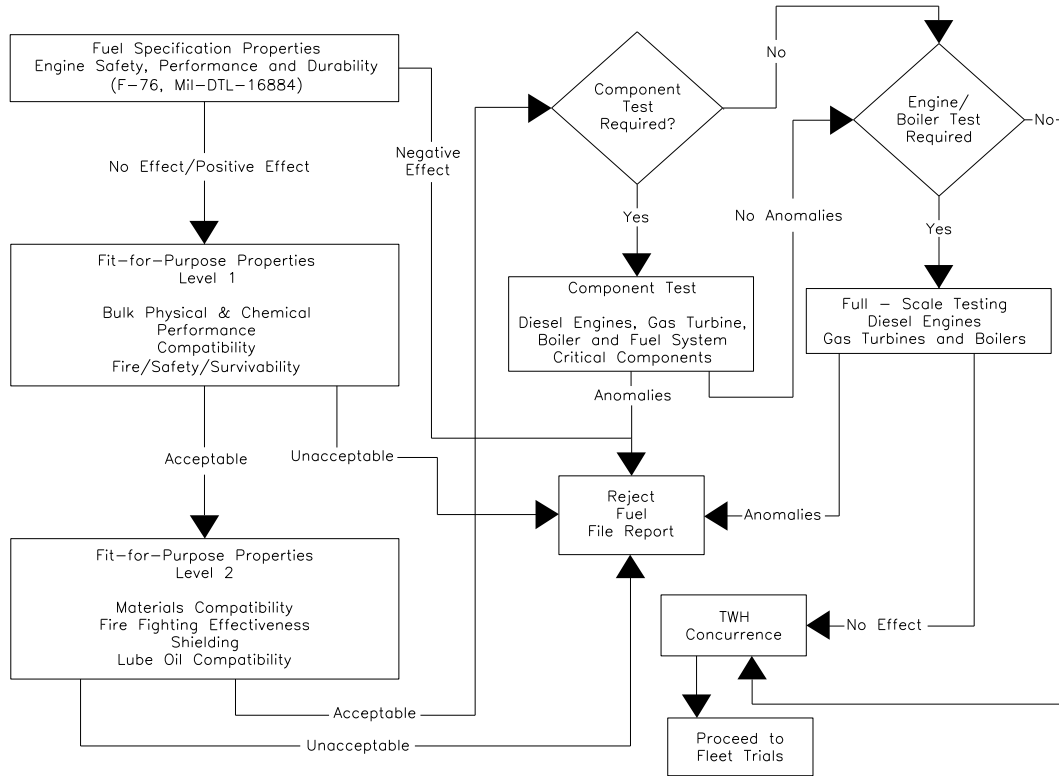 Fuel Specification Properties
Engine Safety, Performance and Durability
(F-76, Mil-DTL-16884)
No Effect/Positive Effect
Negative
Effect
Fit-for-Purpose Properties
Level 1
Bulk Physical & Chemical
Performance
Compatibility
Fire/Safety/Survivability
Acceptable
Unacceptable
Fit-for-Purpose Properties
Level 2
Materials Compatibility
Fire Fighting Effectiveness
Shielding
Lube Oil Compatibility
Acceptable
Unacceptable
Component
Test
Required?
No
Yes
Component Test
Diesel Engines, Gas Turbine,
Boiler and Fuel System
Critical Components
Anomalies
No Anomalies
Engine/
Boiler Test
Required
No
Yes
Full - Scale Testing
Diesel Engines
Gas Turbines and Boilers
Anomalies
No Effect
Reject
Fuel
File Report
TWH
Concurrence
Proceed to
Fleet Trials